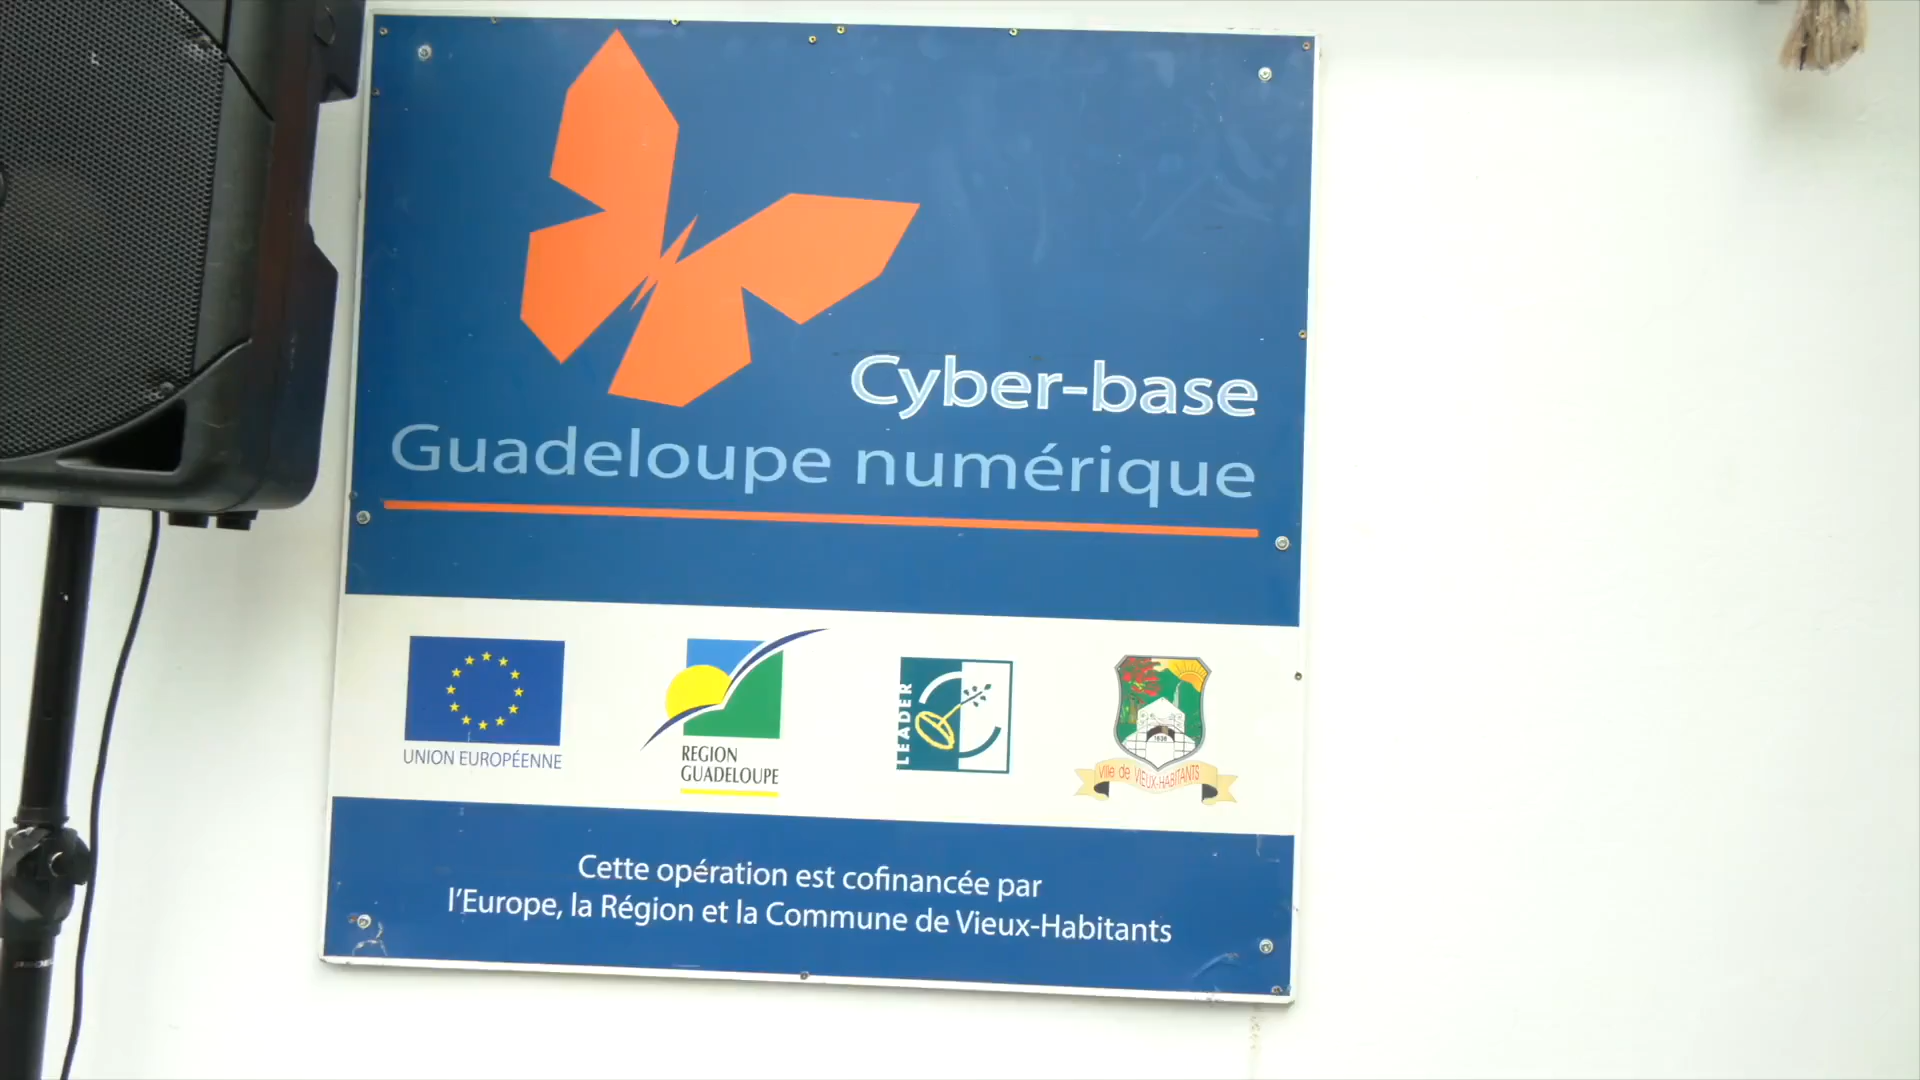 Cyber-base
Guadeloupe numérique
UNION EUROPÉENNE
REGION
GUADELOUPE
LEADER
1636
Ville de VIEUX-HABITANTS
Cette opération est cofinancée par
l'Europe, la Région et la Commune de Vieux-Habitants